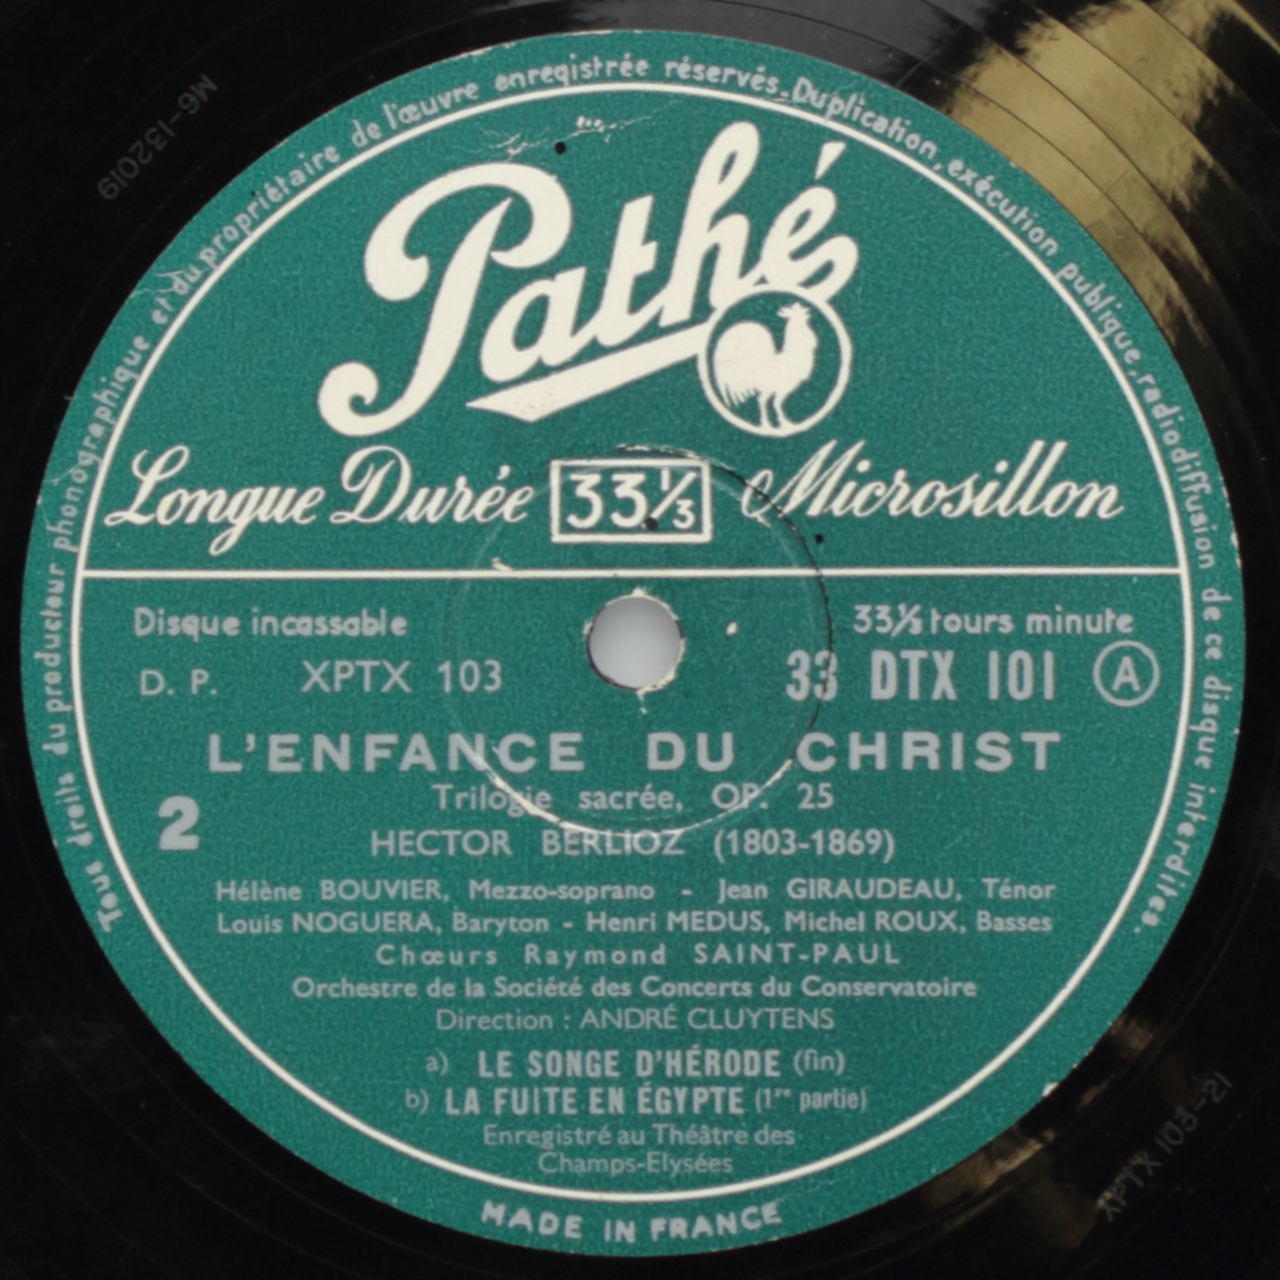 Tous droits du producteur phonographique et du propriétaire de l'œuvre enregistrée réservés. Duplication, exécution publique, radiodiffusion de ce disque interdites.
Pathé
Longue Durée 33⅓ Microsillon
Disque incassable 33⅓ tours minute
D. P. XPTX 103 33 DTX 101 A
L'ENFANCE DU CHRIST
Trilogie sacrée, OP. 25
2
HECTOR BERLIOZ (1803-1869)
Hélène BOUVIER, Mezzo-soprano - Jean GIRAUDEAU, Ténor
Louis NOGUERA, Baryton - Henri MEDUS, Michel ROUX, Basses
Chœurs Raymond SAINT-PAUL
Orchestre de la Société des Concerts du Conservatoire
Direction : ANDRÉ CLUYTENS
a) LE SONGE D'HÉRODE (fin)
b) LA FUITE EN ÉGYPTE (1re partie)
Enregistré au Théâtre des
Champs-Elysées
MADE IN FRANCE
M6-132019
XPTX 103-21